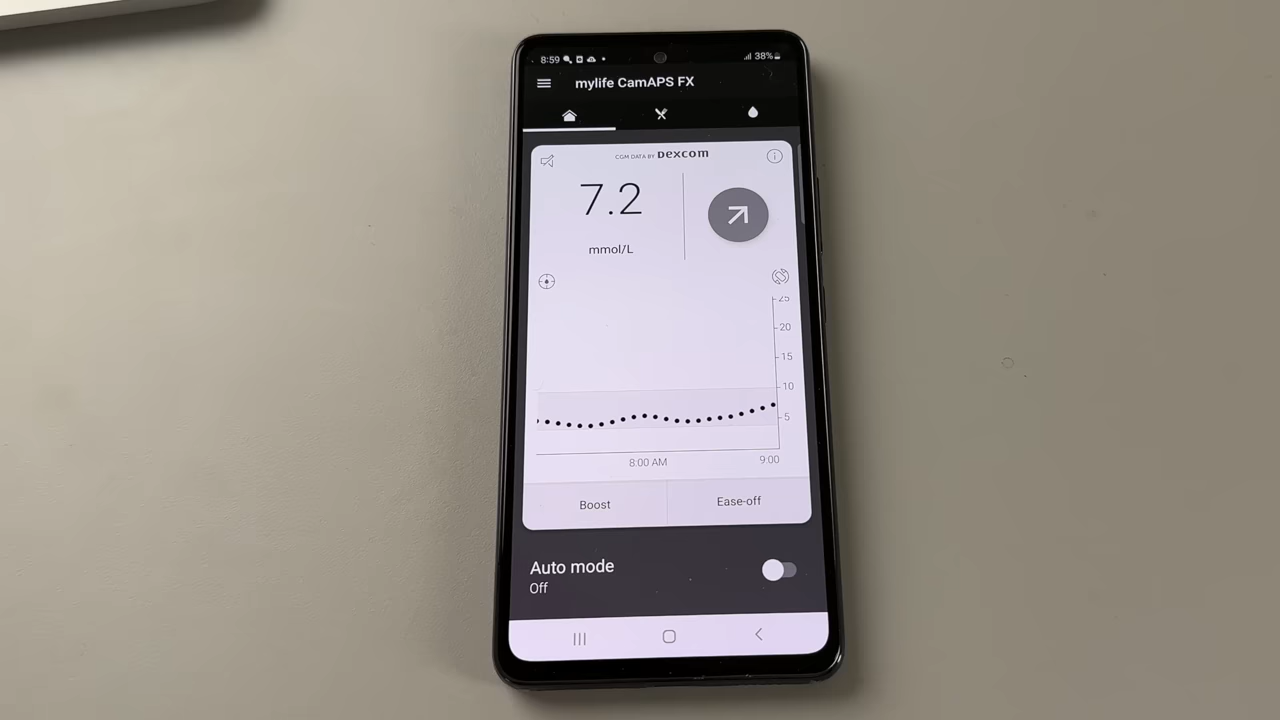 8:59 38%
mylife CamAPS FX
CGM DATA BY Dexcom
7.2
mmol/L
25
20
15
10
5
8:00 AM 9:00
Boost Ease-off
Auto mode
Off